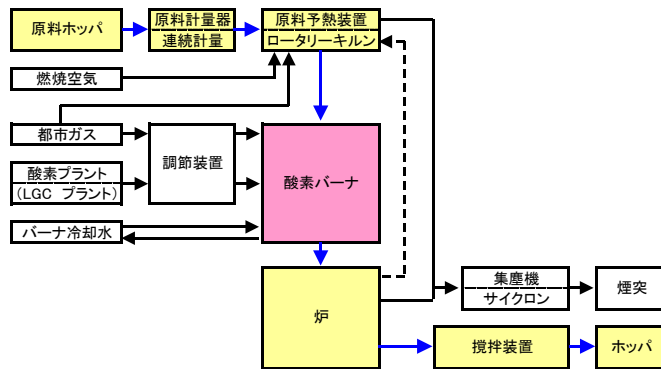 原料ホッパ
原料計量器
連続計量
原料予熱装置
ロータリーキルン
燃焼空気
都市ガス
酸素プラント
(LGC プラント)
調節装置
酸素バーナ
バーナ冷却水
炉
集塵機
サイクロン
煙突
撹拌装置
ホッパ